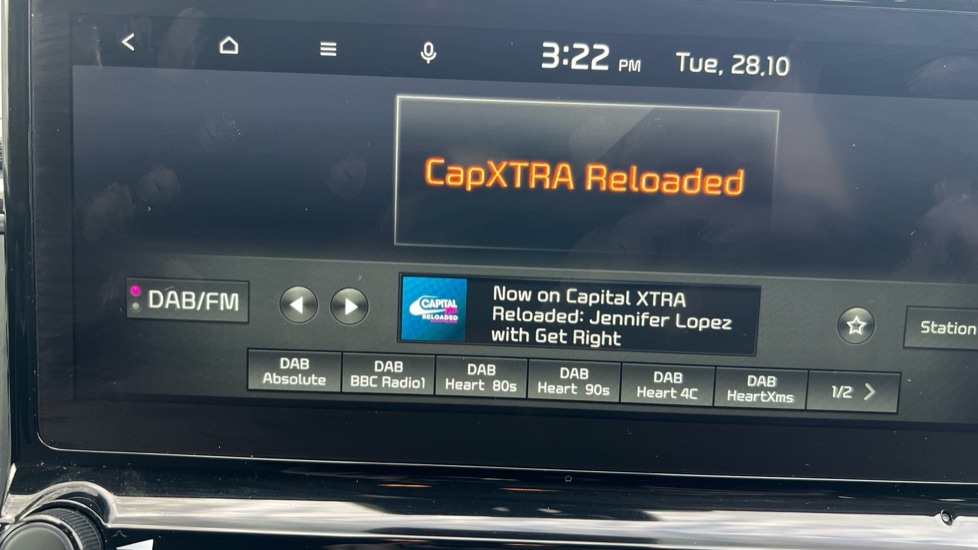 3:22 PM Tue, 28.10
CapXTRA Reloaded
DAB/FM
CAPITAL
RELOADED
Now on Capital XTRA
Reloaded: Jennifer Lopez
with Get Right
Station
DAB
Absolute
DAB
BBC Radio1
DAB
Heart 80s
DAB
Heart 90s
DAB
Heart 4C
DAB
HeartXms
1/2